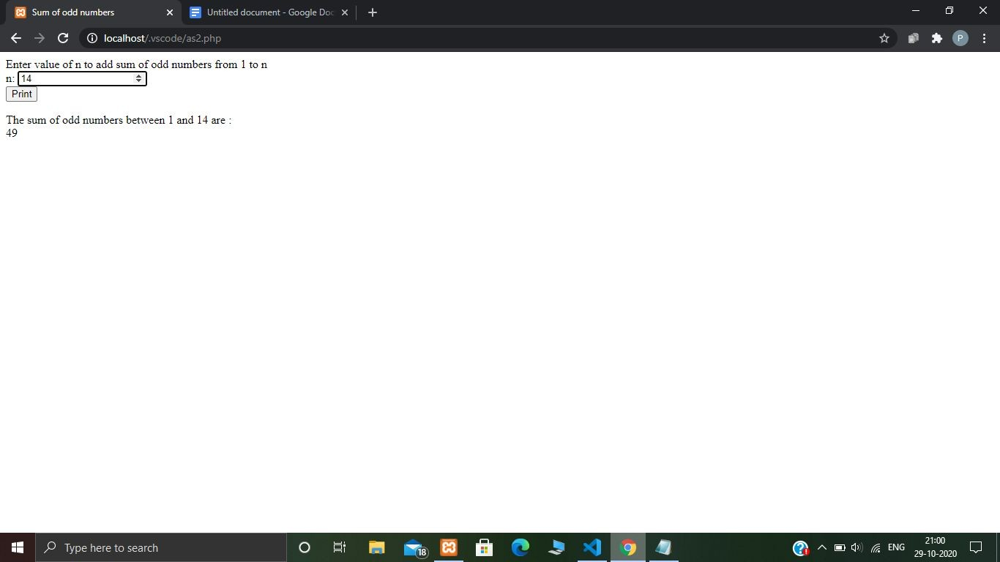 Sum of odd numbers
Untitled document - Google Doc
localhost/.vscode/as2.php
P
Enter value of n to add sum of odd numbers from 1 to n
n: 14
Print
The sum of odd numbers between 1 and 14 are :
49
Type here to search
18
ENG
21:00
29-10-2020